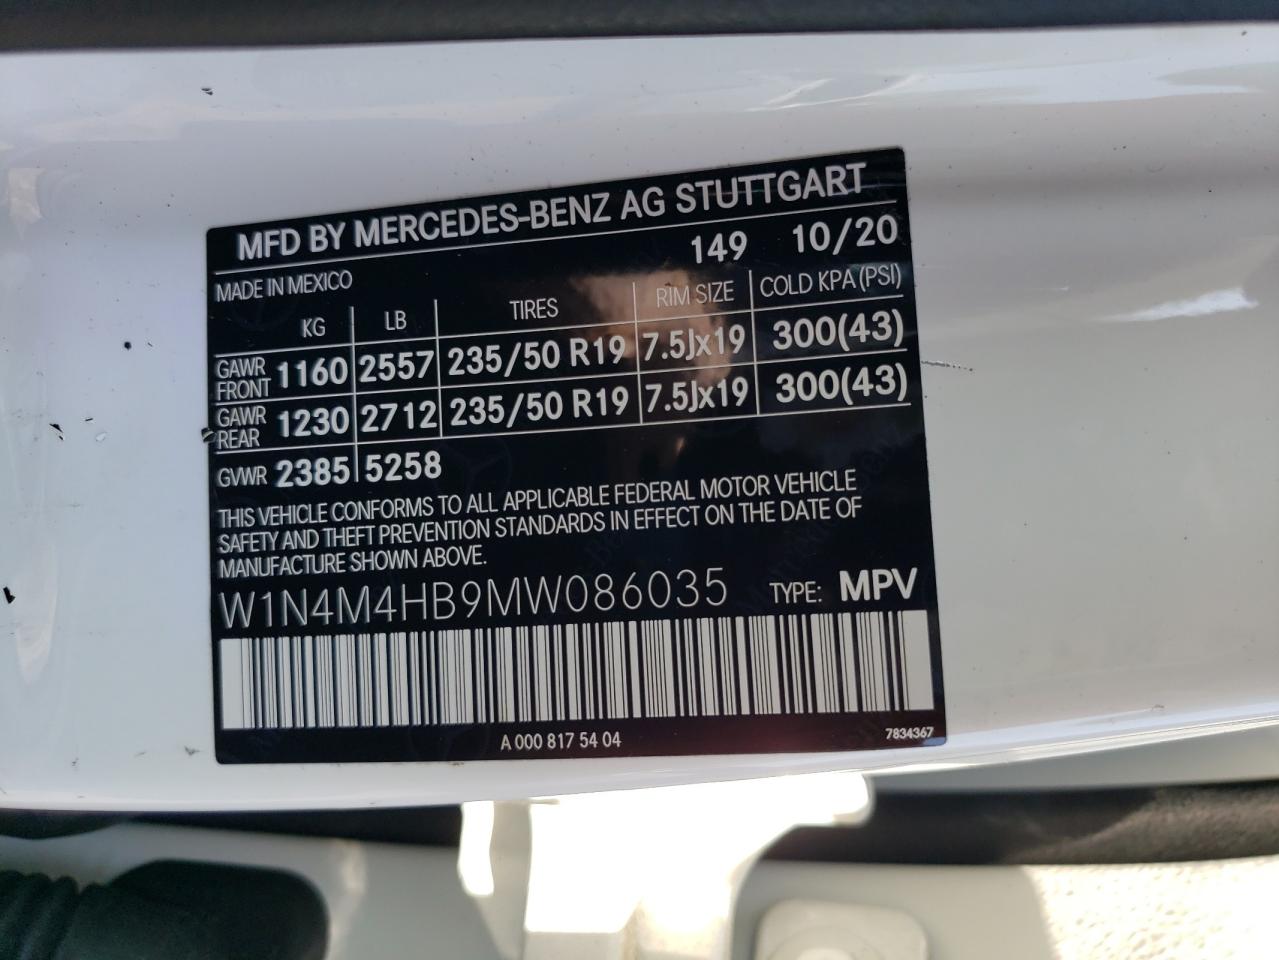 MFD BY MERCEDES-BENZ AG STUTTGART
149 10/20
MADE IN MEXICO
KG LB TIRES RIM SIZE COLD KPA (PSI)
GAWR FRONT 1160 2557 235/50 R19 7.5Jx19 300(43)
GAWR REAR 1230 2712 235/50 R19 7.5Jx19 300(43)
GVWR 2385 5258
THIS VEHICLE CONFORMS TO ALL APPLICABLE FEDERAL MOTOR VEHICLE
SAFETY AND THEFT PREVENTION STANDARDS IN EFFECT ON THE DATE OF
MANUFACTURE SHOWN ABOVE.
W1N4M4HB9MW086035 TYPE: MPV
A 000 817 54 04
7834367